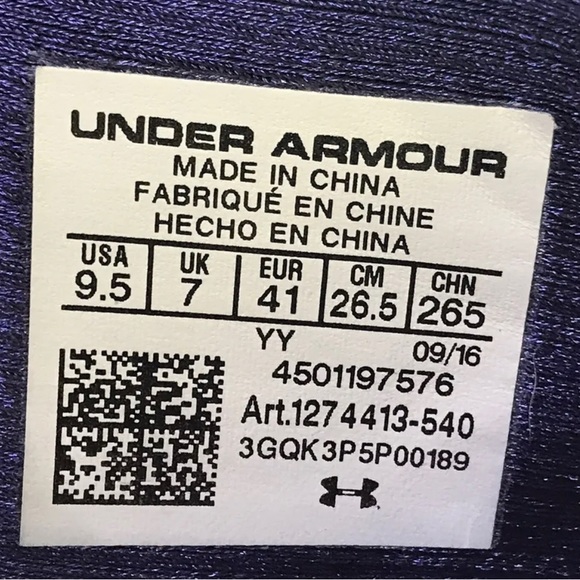 UNDER ARMOUR
MADE IN CHINA
FABRIQUÉ EN CHINE
HECHO EN CHINA
USA UK EUR CM CHN
9.5 7 41 26.5 265
YY 09/16
4501197576
Art.1274413-540
3GQK3P5P00189